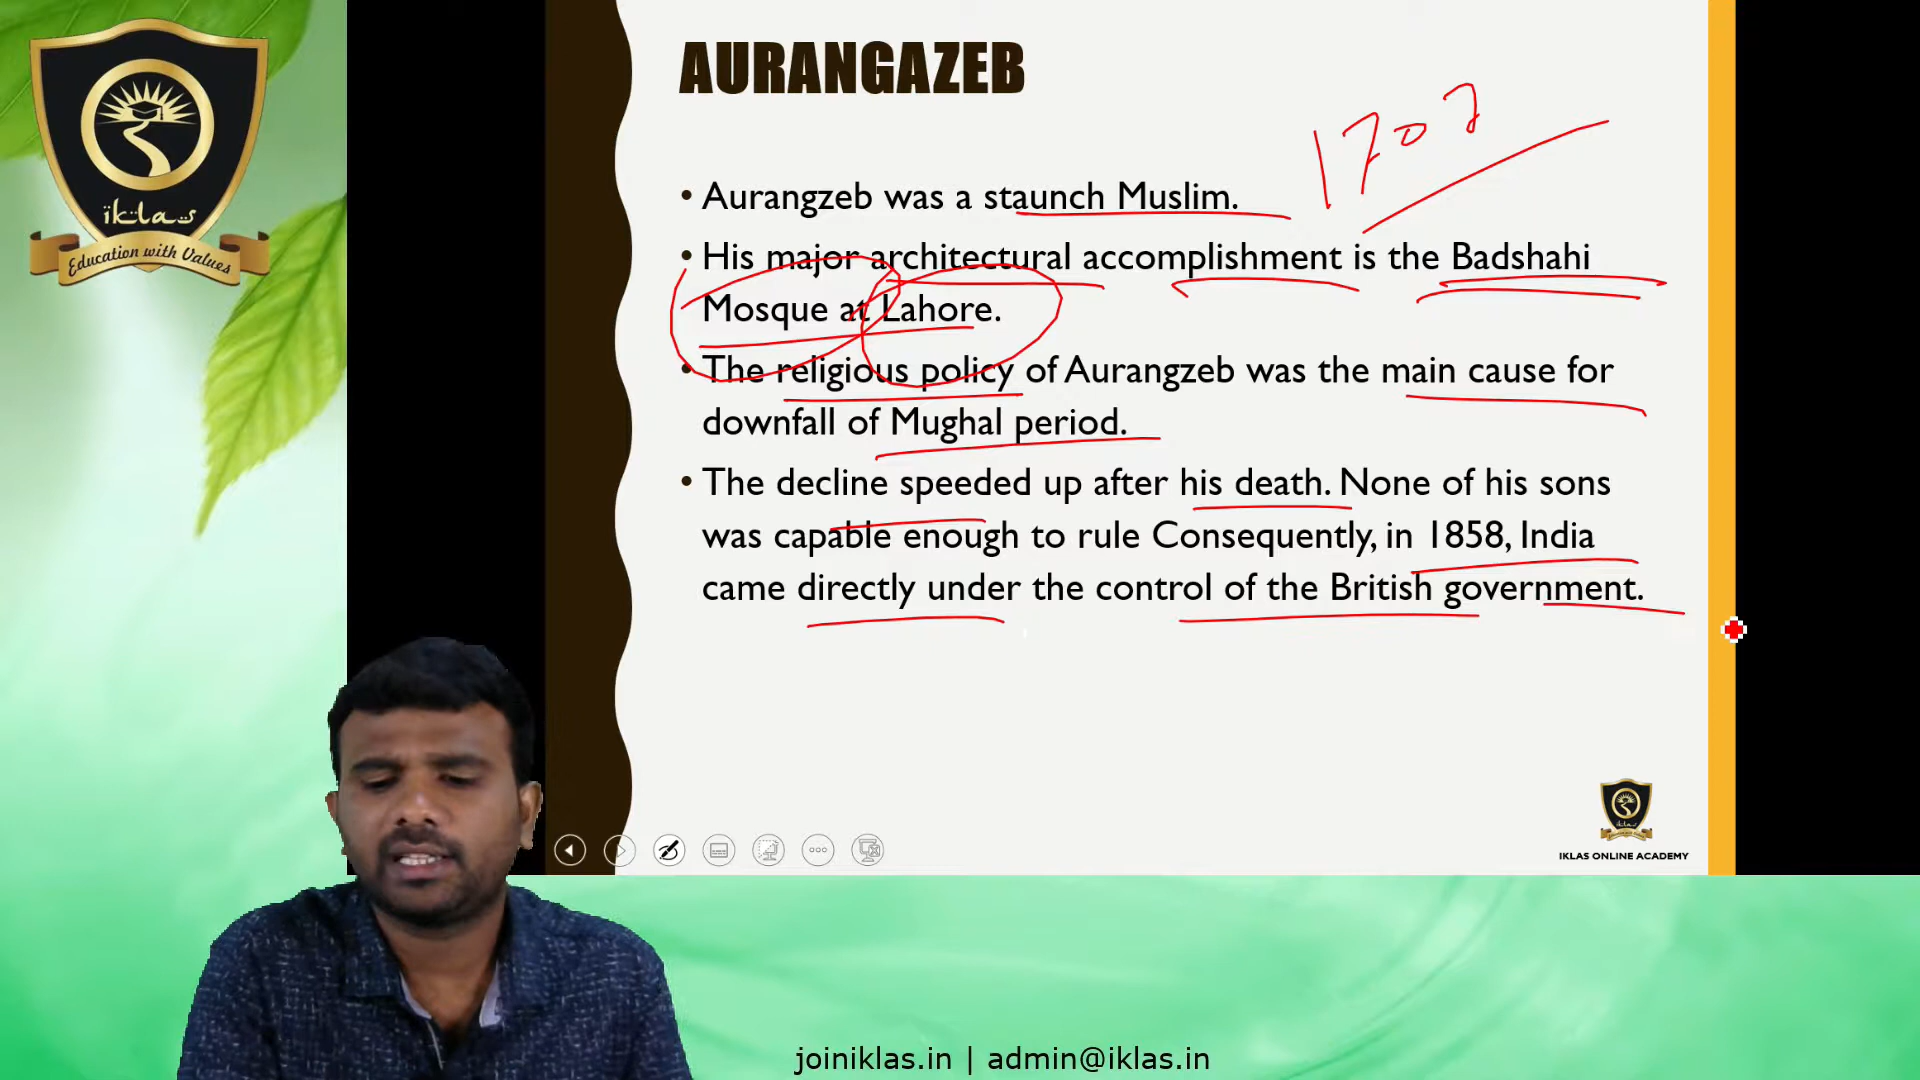 iklas
Education with Values
AURANGAZEB
1707
• Aurangzeb was a staunch Muslim.
• His major architectural accomplishment is the Badshahi
Mosque at Lahore.
• The religious policy of Aurangzeb was the main cause for
downfall of Mughal period.
• The decline speeded up after his death. None of his sons
was capable enough to rule Consequently, in 1858, India
came directly under the control of the British government.
iklas
IKLAS ONLINE ACADEMY
joiniklas.in | admin@iklas.in